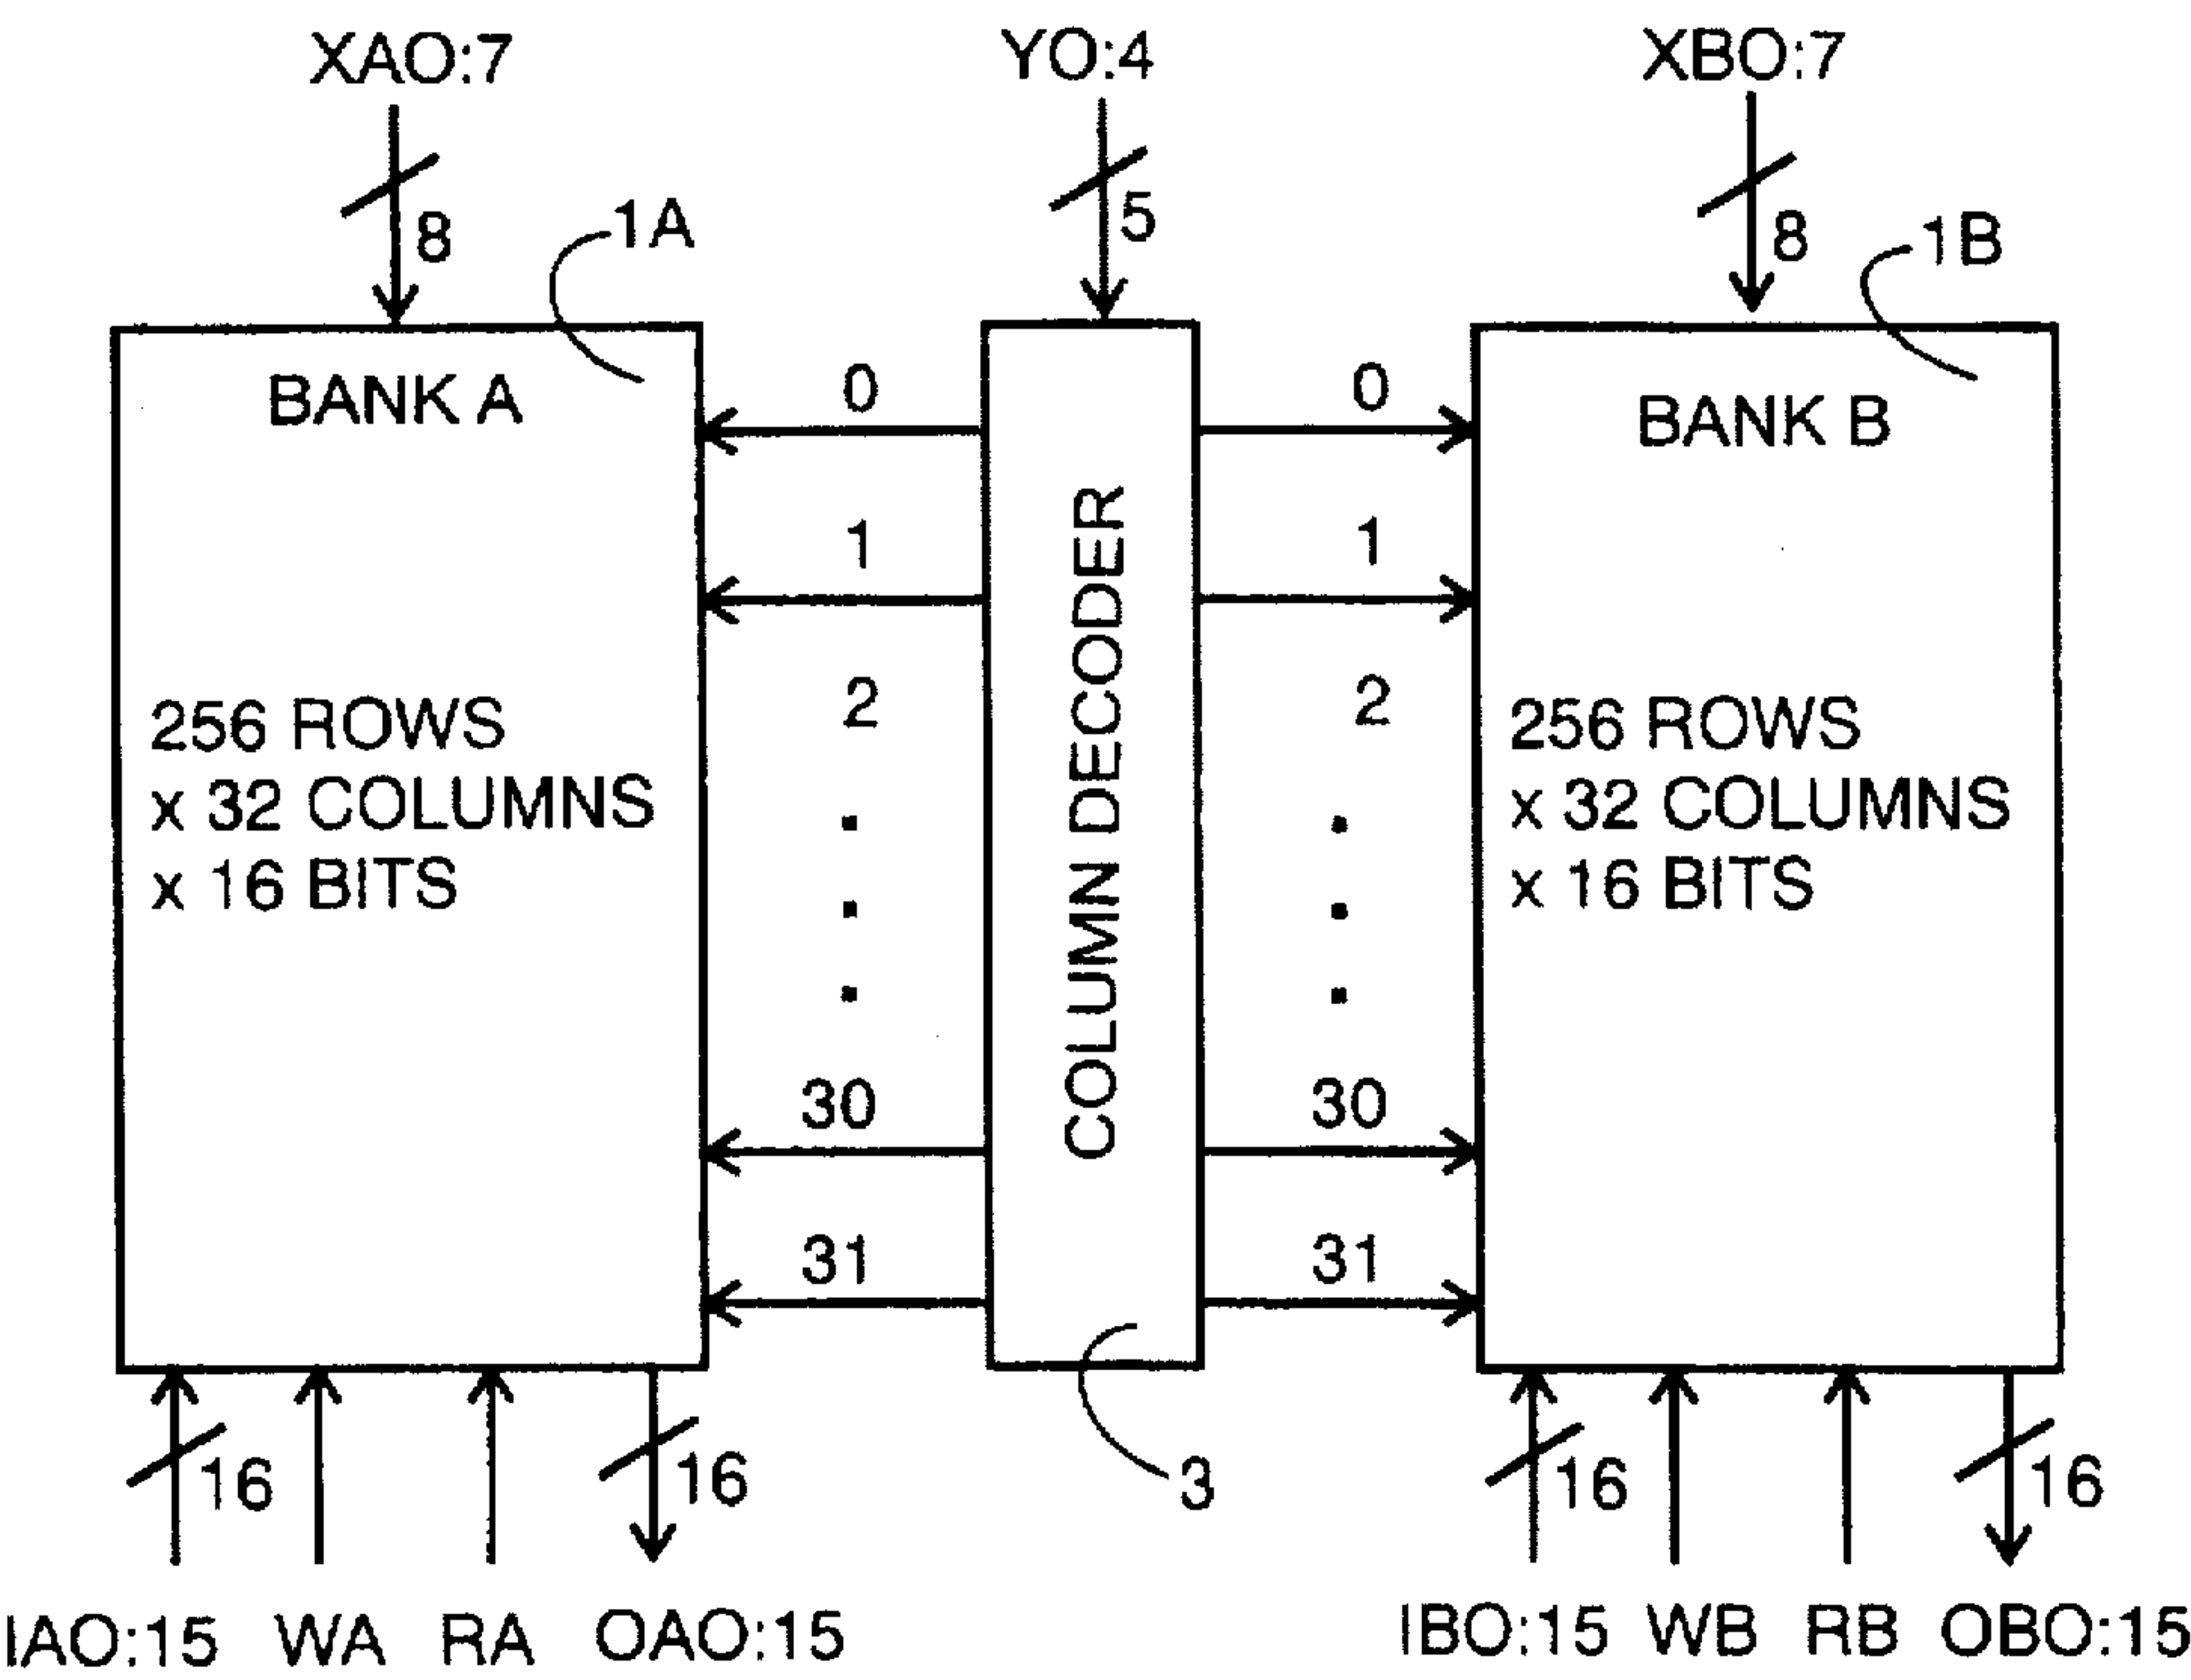 XAO:7
YO:4
XBO:7
8
5
8
1A
1B
BANK A
BANK B
0
0
1
1
2
2
256 ROWS
x 32 COLUMNS
x 16 BITS
COLUMN DECODER
256 ROWS
x 32 COLUMNS
x 16 BITS
30
30
31
31
16
16
3
16
16
IAO:15 WA RA OAO:15
IBO:15 WB RB OBO:15